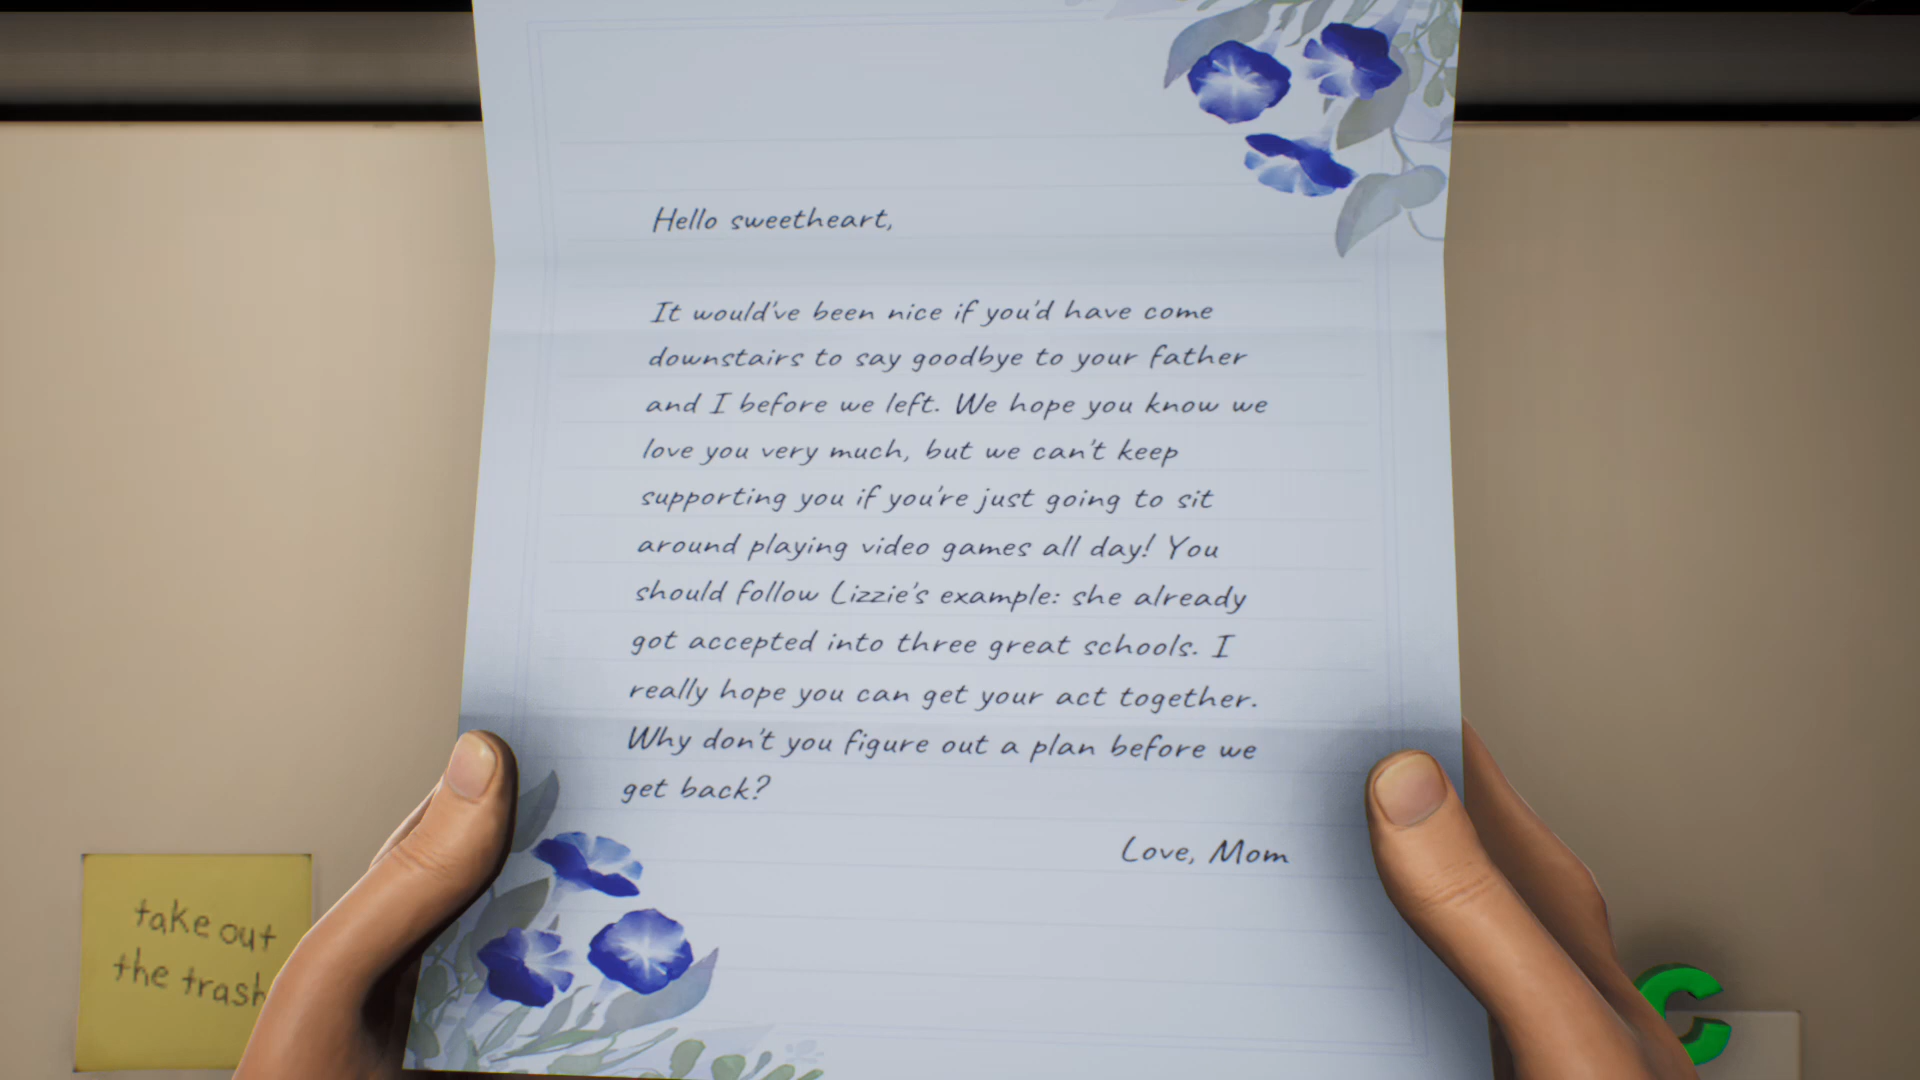 Hello sweetheart,
It would've been nice if you'd have come
downstairs to say goodbye to your father
and I before we left. We hope you know we
love you very much, but we can't keep
supporting you if you're just going to sit
around playing video games all day! You
should follow Lizzie's example: she already
got accepted into three great schools. I
really hope you can get your act together.
Why don't you figure out a plan before we
get back?
Love, Mom
take out
the trash